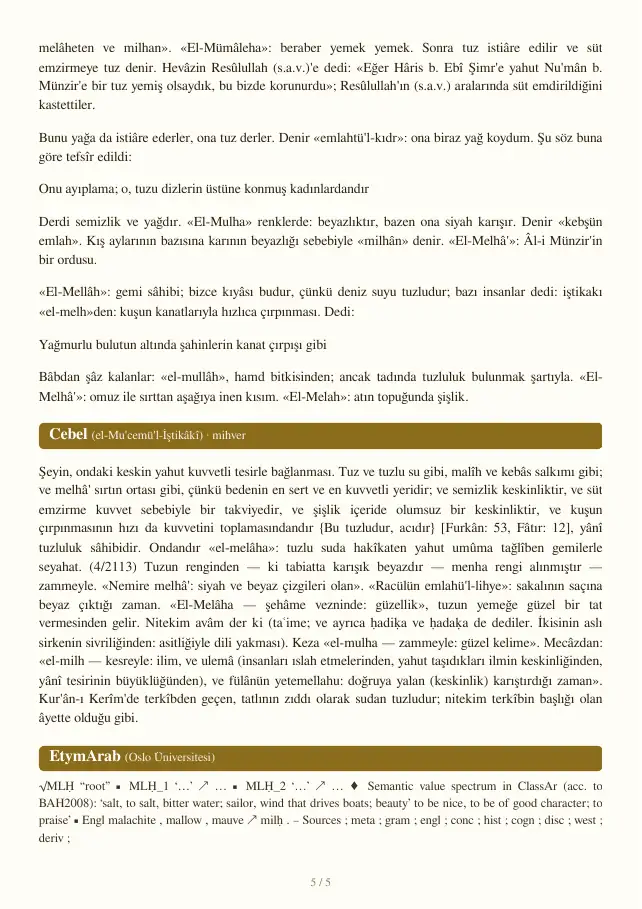 melâheten ve milhan». «El-Mümâleha»: beraber yemek yemek. Sonra tuz istiâre edilir ve süt
emzirmeye tuz denir. Hevâzin Resûlullah (s.a.v.)'e dedi: «Eğer Hâris b. Ebî Şimr'e yahut Nu'mân b.
Münzir'e bir tuz yemiş olsaydık, bu bizde korunurdu»; Resûlullah'ın (s.a.v.) aralarında süt emdirildiğini
kastettiler.
Bunu yağa da istiâre ederler, ona tuz derler. Denir «emlahtü'l-kıdr»: ona biraz yağ koydum. Şu söz buna
göre tefsîr edildi:
Onu ayıplama; o, tuzu dizlerin üstüne konmuş kadınlardandır
Derdi semizlik ve yağdır. «El-Mulha» renklerde: beyazlıktır, bazen ona siyah karışır. Denir «kebşün
emlah». Kış aylarının bazısına karının beyazlığı sebebiyle «milhân» denir. «El-Melhâ'»: Âl-i Münzir'in
bir ordusu.
«El-Mellâh»: gemi sâhibi; bizce kıyâsı budur, çünkü deniz suyu tuzludur; bazı insanlar dedi: iştikakı
«el-melh»den: kuşun kanatlarıyla hızlıca çırpınması. Dedi:
Yağmurlu bulutun altında şahinlerin kanat çırpışı gibi
Bâbdan şâz kalanlar: «el-mullâh», hamd bitkisinden; ancak tadında tuzluluk bulunmak şartıyla. «El-
Melhâ'»: omuz ile sırttan aşağıya inen kısım. «El-Melah»: atın topuğunda şişlik.
Cebel (el-Mu'cemü'l-İştikâkî) · mihver
Şeyin, ondaki keskin yahut kuvvetli tesirle bağlanması. Tuz ve tuzlu su gibi, malîh ve kebâs salkımı gibi;
ve melhâ' sırtın ortası gibi, çünkü bedenin en sert ve en kuvvetli yeridir; ve semizlik keskinliktir, ve süt
emzirme kuvvet sebebiyle bir takviyedir, ve şişlik içeride olumsuz bir keskinliktir, ve kuşun
çırpınmasının hızı da kuvvetini toplamasındandır {Bu tuzludur, acıdır} [Furkân: 53, Fâtır: 12], yânî
tuzluluk sâhibidir. Ondandır «el-melâha»: tuzlu suda hakîkaten yahut umûma tağlîben gemilerle
seyahat. (4/2113) Tuzun renginden — ki tabiatta karışık beyazdır — menha rengi alınmıştır —
zammeyle. «Nemire melhâ': siyah ve beyaz çizgileri olan». «Racülün emlahü'l-lihye»: sakalının saçına
beyaz çıktığı zaman. «El-Melâha — şehâme vezninde: güzellik», tuzun yemeğe güzel bir tat
vermesinden gelir. Nitekim avâm der ki (taʿime; ve ayrıca ḥadiḳa ve ḥadaḳa de dediler. İkisinin aslı
sirkenin sivriliğinden: asitliğiyle dili yakması). Keza «el-mulha — zammeyle: güzel kelime». Mecâzdan:
«el-milh — kesreyle: ilim, ve ulemâ (insanları ıslah etmelerinden, yahut taşıdıkları ilmin keskinliğinden,
yânî tesirinin büyüklüğünden), ve fülânün yetemellahu: doğruya yalan (keskinlik) karıştırdığı zaman».
Kur'ân-ı Kerîm'de terkîbden geçen, tatlının zıddı olarak sudan tuzludur; nitekim terkîbin başlığı olan
âyette olduğu gibi.
EtymArab (Oslo Üniversitesi)
√MLḤ “root” ▪ MLḤ_1 ‘…’ ↗ … ▪ MLḤ_2 ‘…’ ↗ … ♦ Semantic value spectrum in ClassAr (acc. to
BAH2008): ‘salt, to salt, bitter water; sailor, wind that drives boats; beauty’ to be nice, to be of good character; to
praise’ ▪ Engl malachite , mallow , mauve ↗ milḥ . – Sources ; meta ; gram ; engl ; conc ; hist ; cogn ; disc ; west ;
deriv ;
5 / 5